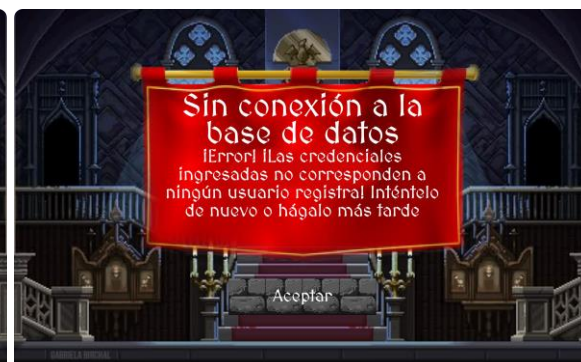 Sin conexión a la
base de datos
¡Error! ¡Las credenciales
ingresadas no corresponden a
ningún usuario registra! Inténtelo
de nuevo o hágalo más tarde
Aceptar